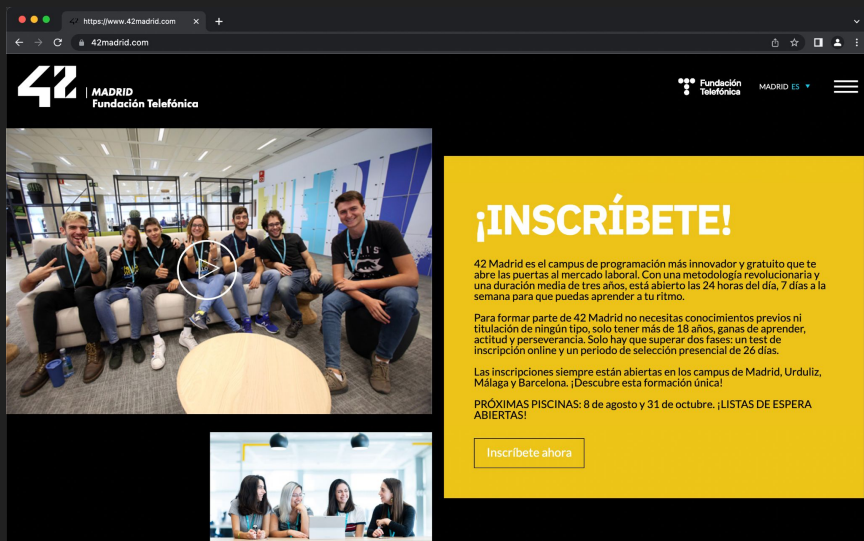 https://www.42madrid.com
42madrid.com
42 | MADRID
Fundación Telefónica
Fundación
Telefónica
MADRID ES
¡INSCRÍBETE!
42 Madrid es el campus de programación más innovador y gratuito que te
abre las puertas al mercado laboral. Con una metodología revolucionaria y
una duración media de tres años, está abierto las 24 horas del día, 7 días a la
semana para que puedas aprender a tu ritmo.
Para formar parte de 42 Madrid no necesitas conocimientos previos ni
titulación de ningún tipo, solo tener más de 18 años, ganas de aprender,
actitud y perseverancia. Solo hay que superar dos fases: un test de
inscripción online y un periodo de selección presencial de 26 días.
Las inscripciones siempre están abiertas en los campus de Madrid, Urduliz,
Málaga y Barcelona. ¡Descubre esta formación única!
PRÓXIMAS PISCINAS: 8 de agosto y 31 de octubre. ¡LISTAS DE ESPERA
ABIERTAS!
Inscríbete ahora